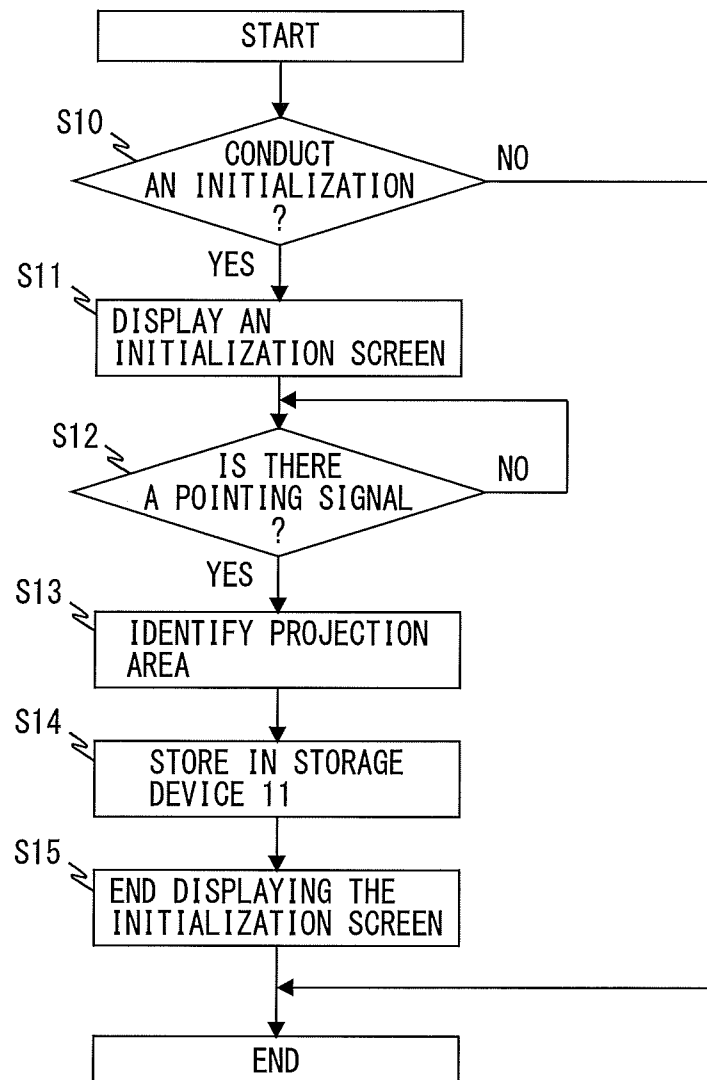 START
S10
CONDUCT
AN INITIALIZATION
?
NO
YES
S11
DISPLAY AN
INITIALIZATION SCREEN
S12
IS THERE
A POINTING SIGNAL
?
NO
YES
S13
IDENTIFY PROJECTION
AREA
S14
STORE IN STORAGE
DEVICE 11
S15
END DISPLAYING THE
INITIALIZATION SCREEN
END